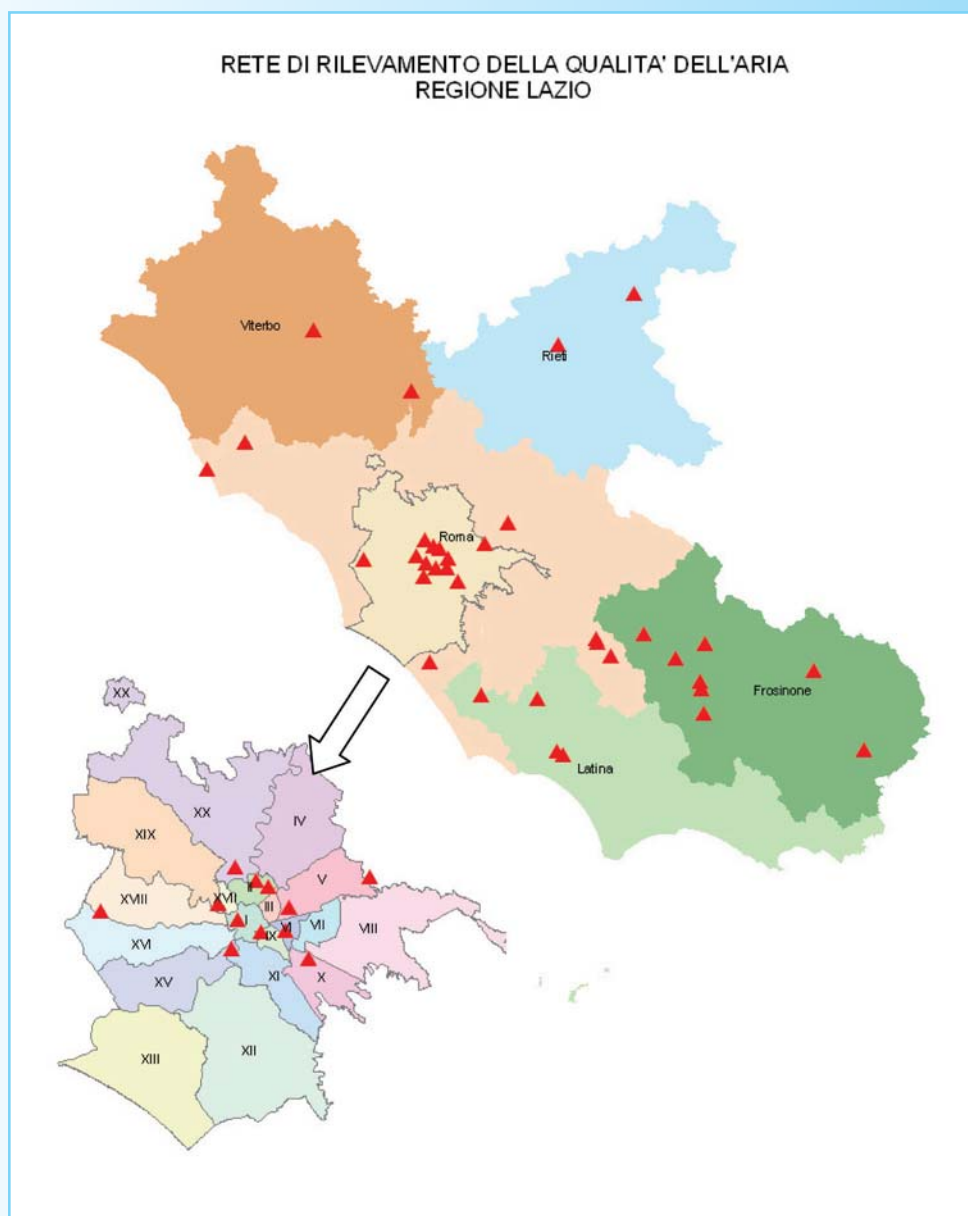 RETE DI RILEVAMENTO DELLA QUALITA' DELL'ARIA
REGIONE LAZIO
Viterbo
Rieti
Roma
Frosinone
Latina
XX
XX
IV
XIX
V
II
XVIII
XVII
III
I
VI
VII
VIII
XVI
IX
XI
X
XV
XIII
XII